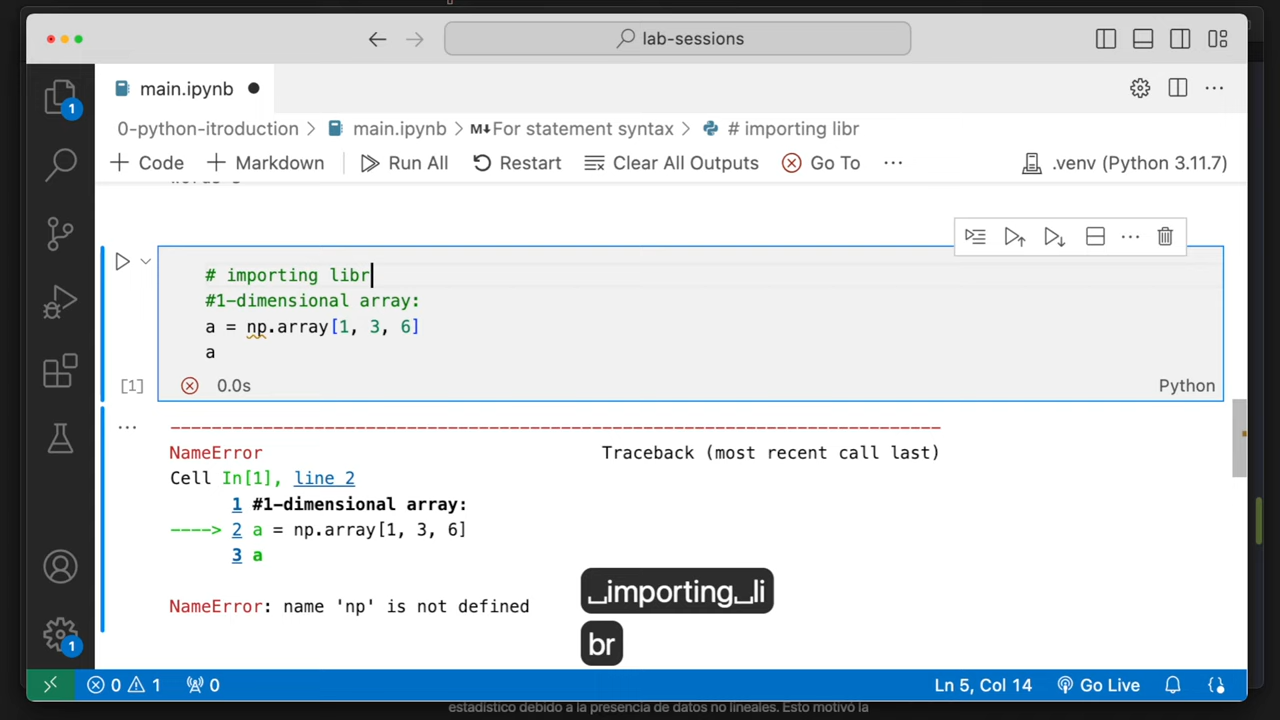 lab-sessions
main.ipynb
0-python-itroduction > main.ipynb > M↓For statement syntax > # importing libr
+ Code + Markdown Run All Restart Clear All Outputs Go To ... .venv (Python 3.11.7)
# importing libr
#1-dimensional array:
a = np.array[1, 3, 6]
a
[1] 0.0s Python
NameError Traceback (most recent call last)
Cell In[1], line 2
1 #1-dimensional array:
----> 2 a = np.array[1, 3, 6]
3 a
NameError: name 'np' is not defined
␣importing␣li
br
1
1
0 1 0 Ln 5, Col 14 Go Live
estadístico debido a la presencia de datos no lineales. Esto motivó la